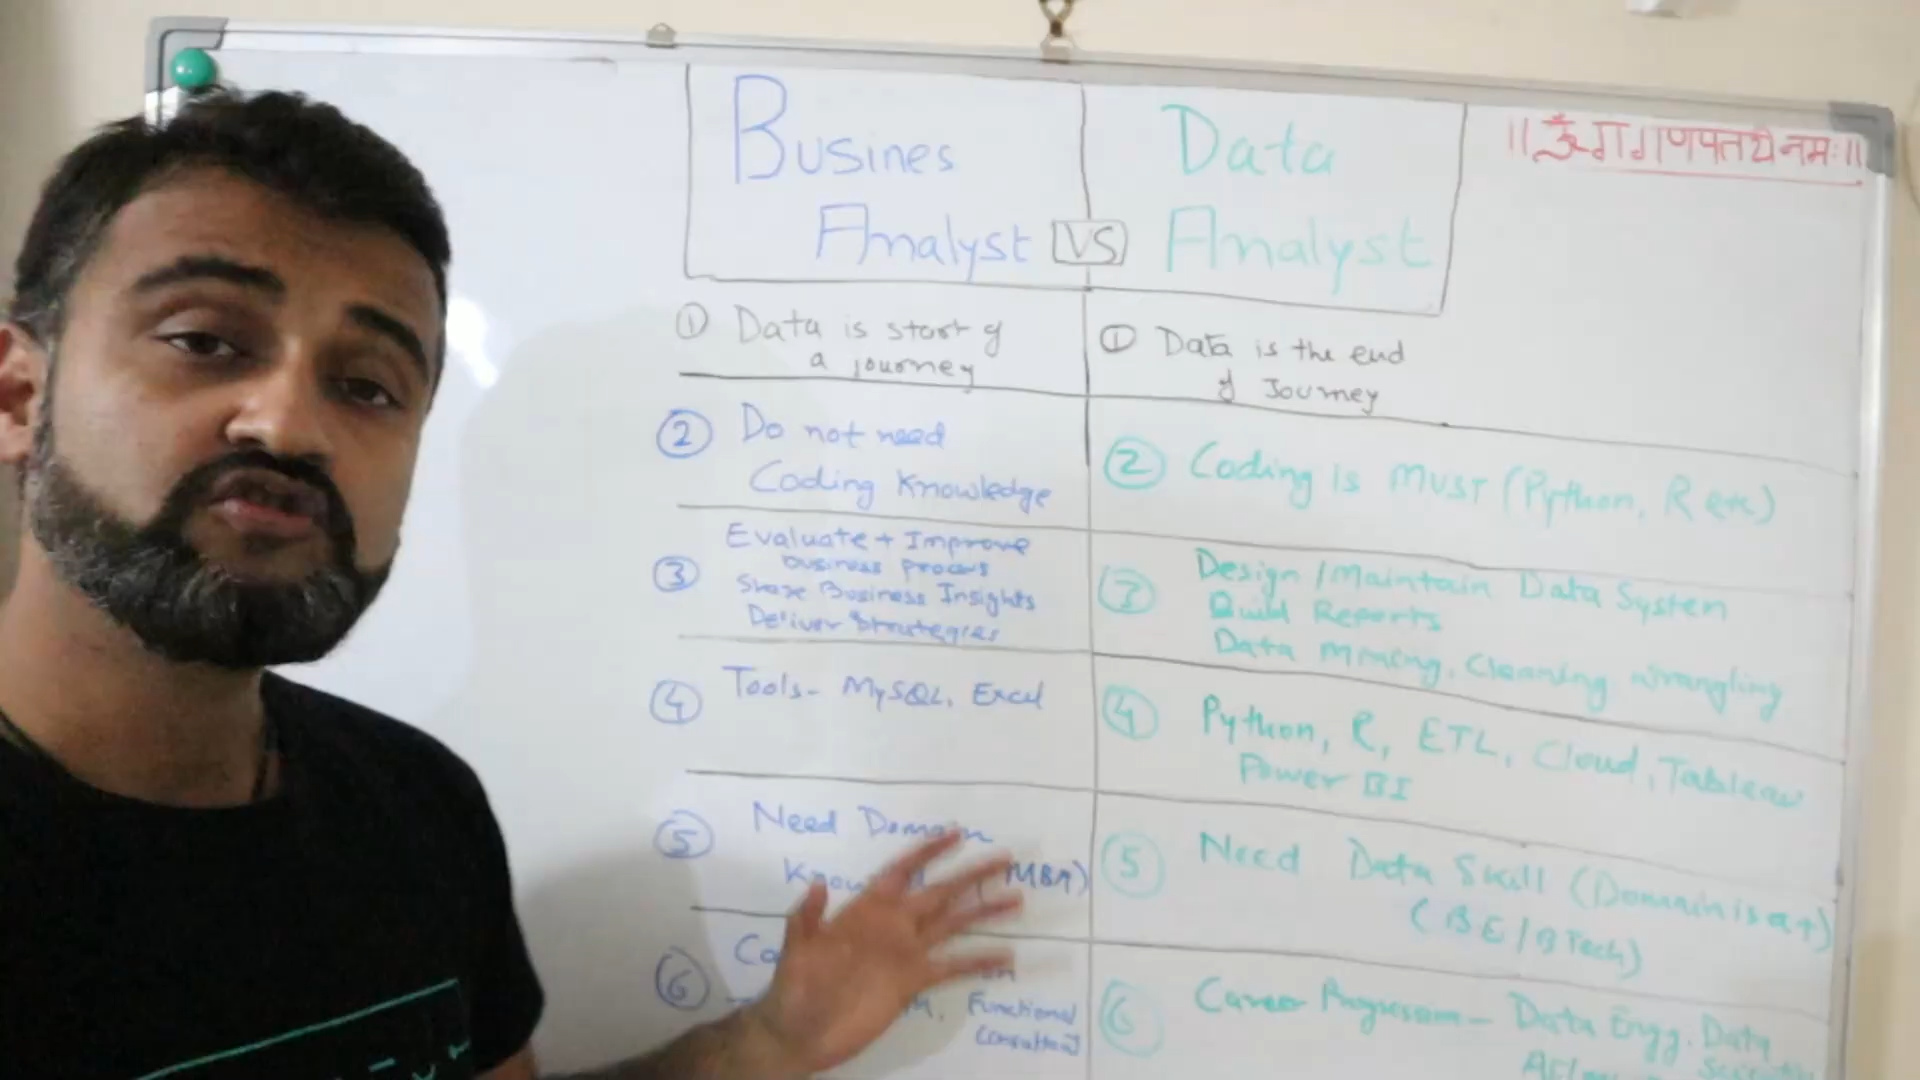 Busines
Analyst
VS
Data
Analyst
॥ॐ गं गणपतये नमः॥
① Data is start of
a journey
① Data is the end
of Journey
② Do not need
Coding Knowledge
② Coding is MUST (Python, R etc)
③ Evaluate + Improve
business process
Share Business Insights
Deliver Strategies
③ Design / Maintain Data System
Build Reports
Data Mining, Cleaning wrangling
④ Tools - MySQL, Excel
④ Python, R, ETL, Cloud, Tableau
Power BI
⑤ Need Domain
(MBA)
⑤ Need Data Skill (Domain is a +)
(BE / BTech)
⑥
Functional
Consultant
⑥ Career Progression - Data Engg, Data